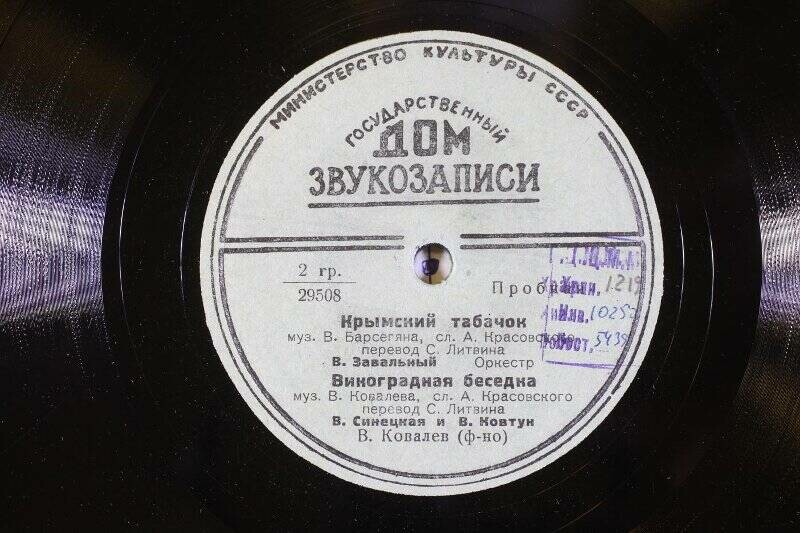 МИНИСТЕРСТВО КУЛЬТУРЫ СССР
ГОСУДАРСТВЕННЫЙ
ДОМ
ЗВУКОЗАПИСИ
2 гр.
29508
Крымский табачок
муз. В. Барсегяна, сл. А. Красовского
перевод С. Литвина
В. Завальный Оркестр
Виноградная беседка
муз. В. Ковалева, сл. А. Красовского
перевод С. Литвина
В. Синецкая и В. Ковтун
В. Ковалев (ф-но)